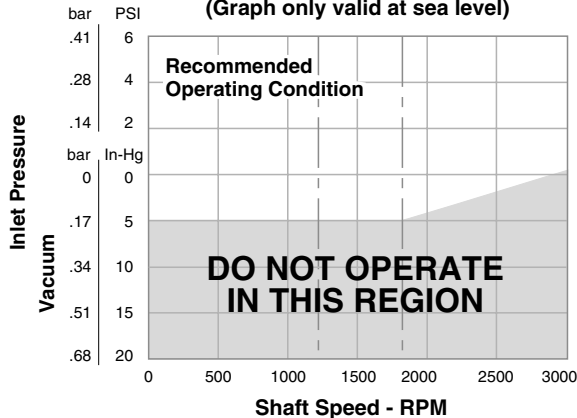 (Graph only valid at sea level)
bar PSI
.41 6
.28 4
.14 2
bar In-Hg
0 0
.17 5
.34 10
.51 15
.68 20
Inlet Pressure
Vacuum
Recommended
Operating Condition
DO NOT OPERATE
IN THIS REGION
0 500 1000 1500 2000 2500 3000
Shaft Speed - RPM